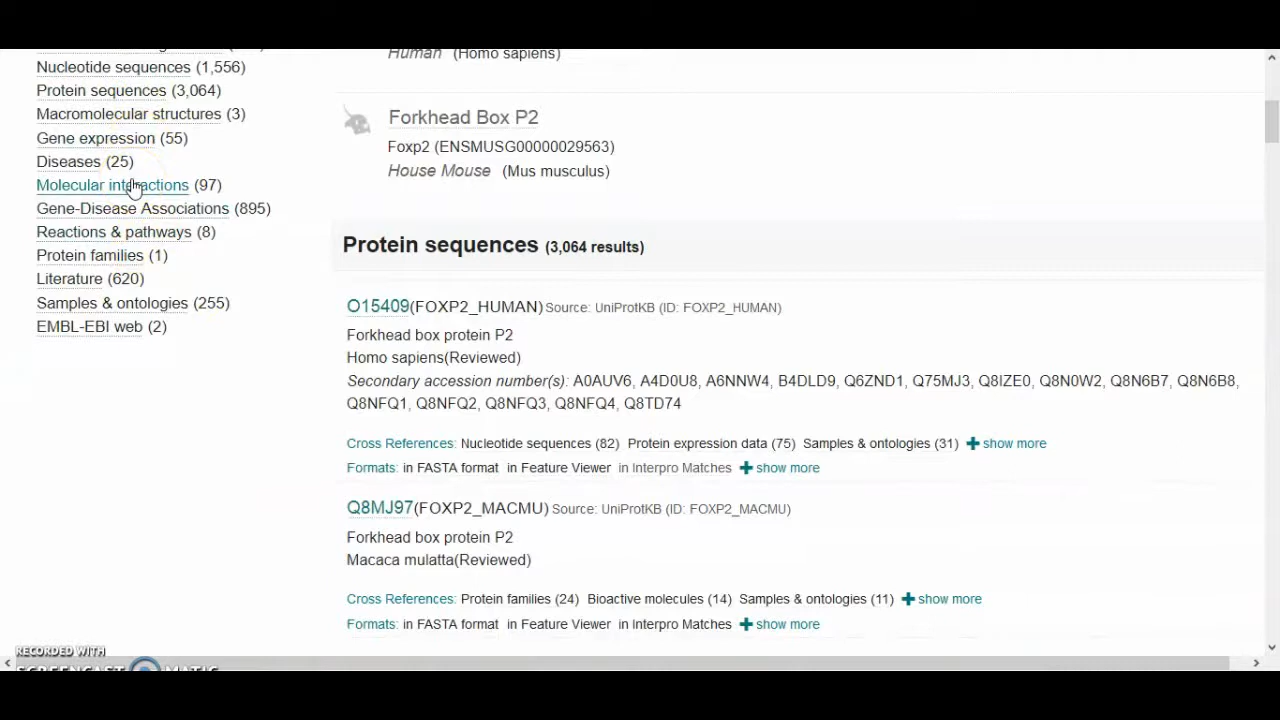 Nucleotide sequences (1,556)
Protein sequences (3,064)
Macromolecular structures (3)
Gene expression (55)
Diseases (25)
Molecular interactions (97)
Gene-Disease Associations (895)
Reactions & pathways (8)
Protein families (1)
Literature (620)
Samples & ontologies (255)
EMBL-EBI web (2)
Human (Homo sapiens)
Forkhead Box P2
Foxp2 (ENSMUSG00000029563)
House Mouse (Mus musculus)
Protein sequences (3,064 results)
O15409(FOXP2_HUMAN) Source: UniProtKB (ID: FOXP2_HUMAN)
Forkhead box protein P2
Homo sapiens(Reviewed)
Secondary accession number(s): A0AUV6, A4D0U8, A6NNW4, B4DLD9, Q6ZND1, Q75MJ3, Q8IZE0, Q8N0W2, Q8N6B7, Q8N6B8,
Q8NFQ1, Q8NFQ2, Q8NFQ3, Q8NFQ4, Q8TD74
Cross References: Nucleotide sequences (82) Protein expression data (75) Samples & ontologies (31) show more
Formats: in FASTA format in Feature Viewer in Interpro Matches show more
Q8MJ97(FOXP2_MACMU) Source: UniProtKB (ID: FOXP2_MACMU)
Forkhead box protein P2
Macaca mulatta(Reviewed)
Cross References: Protein families (24) Bioactive molecules (14) Samples & ontologies (11) show more
Formats: in FASTA format in Feature Viewer in Interpro Matches show more
RECORDED WITH